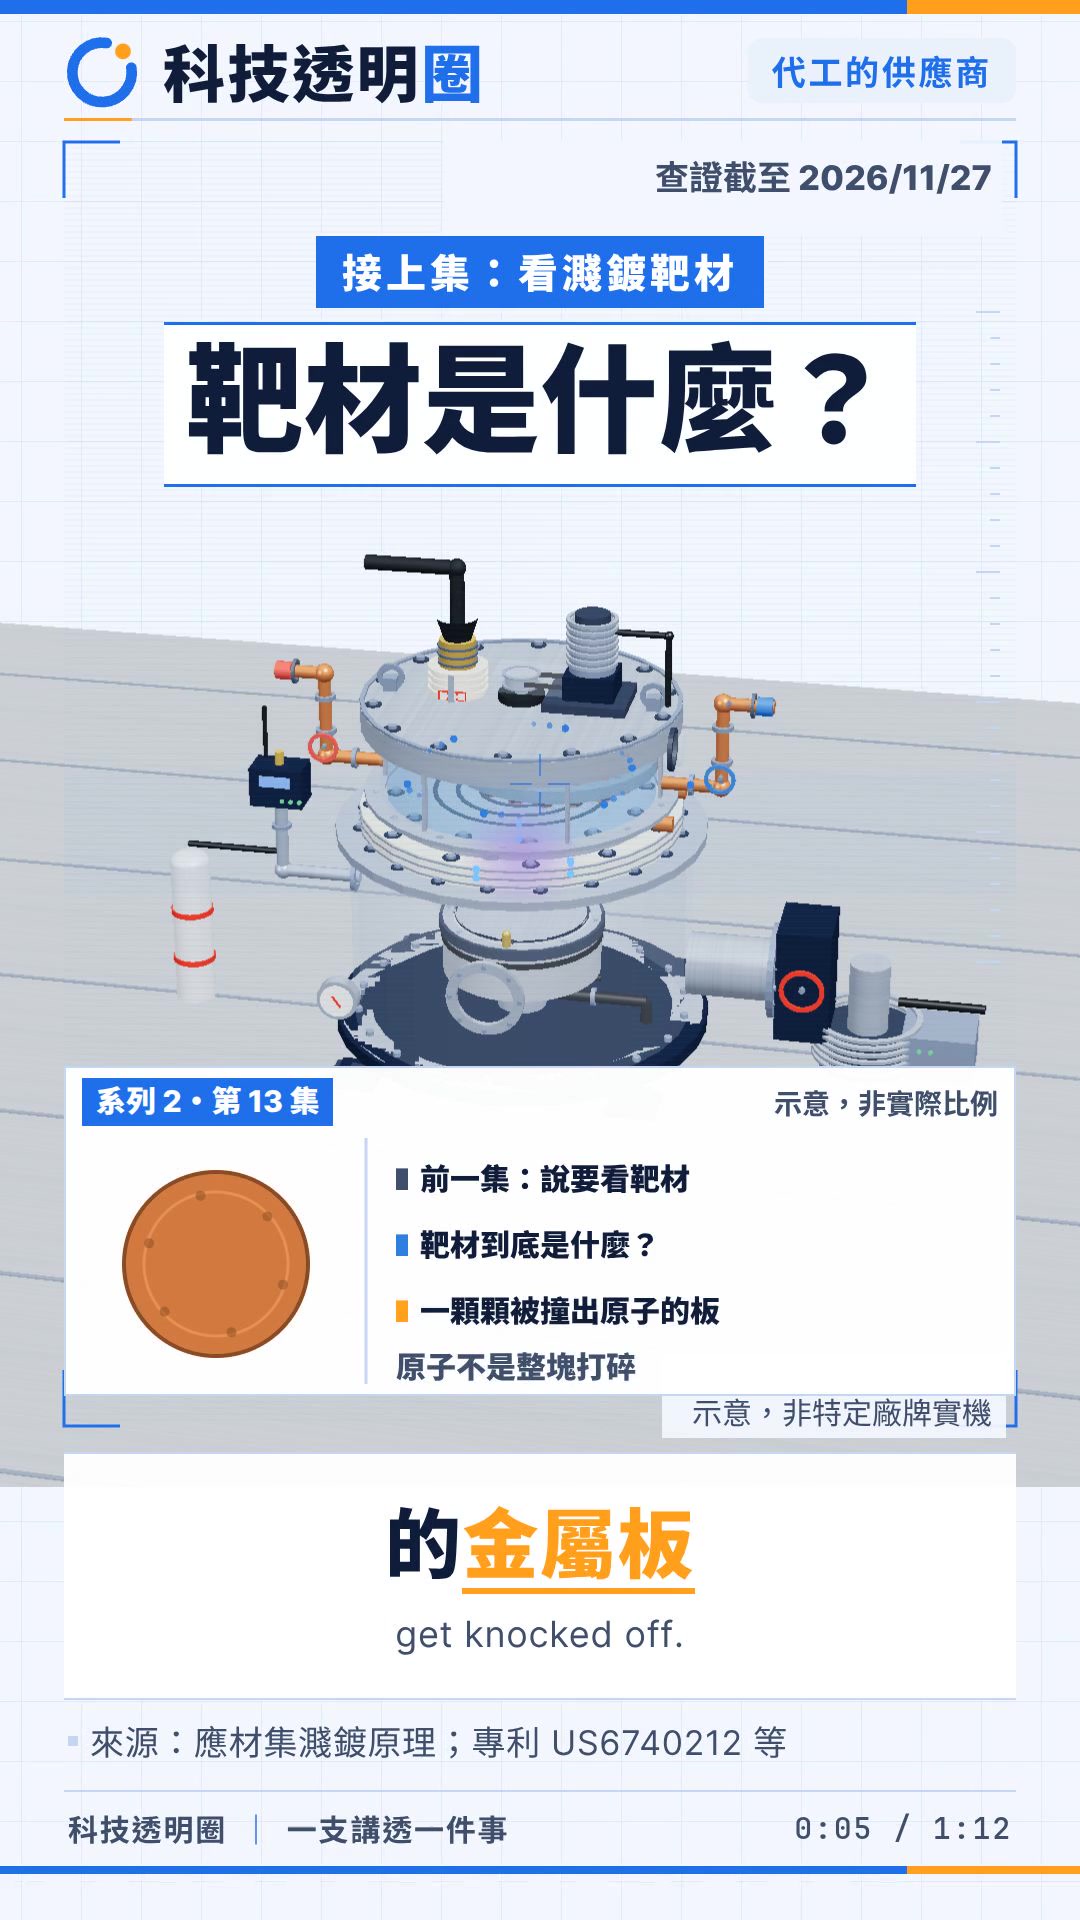 科技透明圈
代工的供應商
查證截至 2026/11/27
接上集：看濺鍍靶材
靶材是什麼？
系列 2・第 13 集
示意，非實際比例
前一集：說要看靶材
靶材到底是什麼？
一顆顆被撞出原子的板
原子不是整塊打碎
示意，非特定廠牌實機
的金屬板
get knocked off.
來源：應材集濺鍍原理；專利 US6740212 等
科技透明圈｜一支講透一件事
0:05 / 1:12